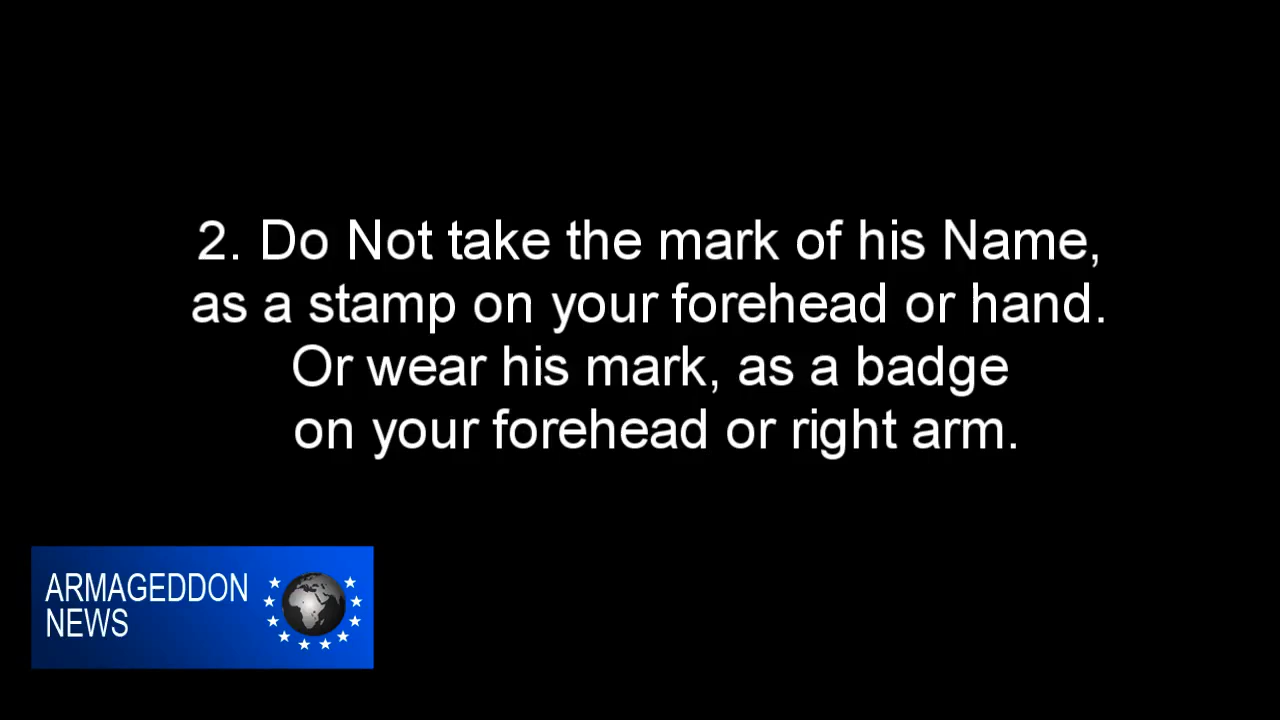 2. Do Not take the mark of his Name,
as a stamp on your forehead or hand.
Or wear his mark, as a badge
on your forehead or right arm.
ARMAGEDDON
NEWS